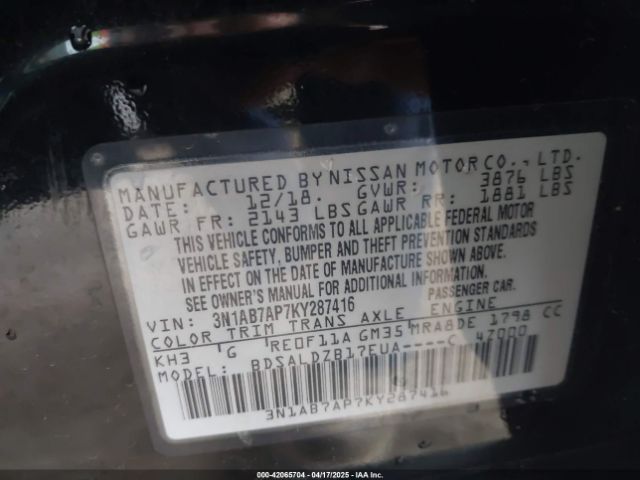 MANUFACTURED BY NISSAN MOTOR CO., LTD.
DATE: 12/18. GVWR: 3876 LBS
GAWR FR: 2143 LBS GAWR RR: 1881 LBS
THIS VEHICLE CONFORMS TO ALL APPLICABLE FEDERAL MOTOR
VEHICLE SAFETY, BUMPER AND THEFT PREVENTION STANDARDS
IN EFFECT ON THE DATE OF MANUFACTURE SHOWN ABOVE.
SEE OWNER'S MANUAL FOR ADDITIONAL INFORMATION.
VIN: 3N1AB7AP7KY287416 PASSENGER CAR.
COLOR TRIM TRANS AXLE ENGINE
KH3 G RE0F11A GM35 MRA8DE 1798 CC
MODEL: BDSALDZB17EUA----C 47000
3N1AB7AP7KY287416
000-42065704 - 04/17/2025 - IAA Inc.